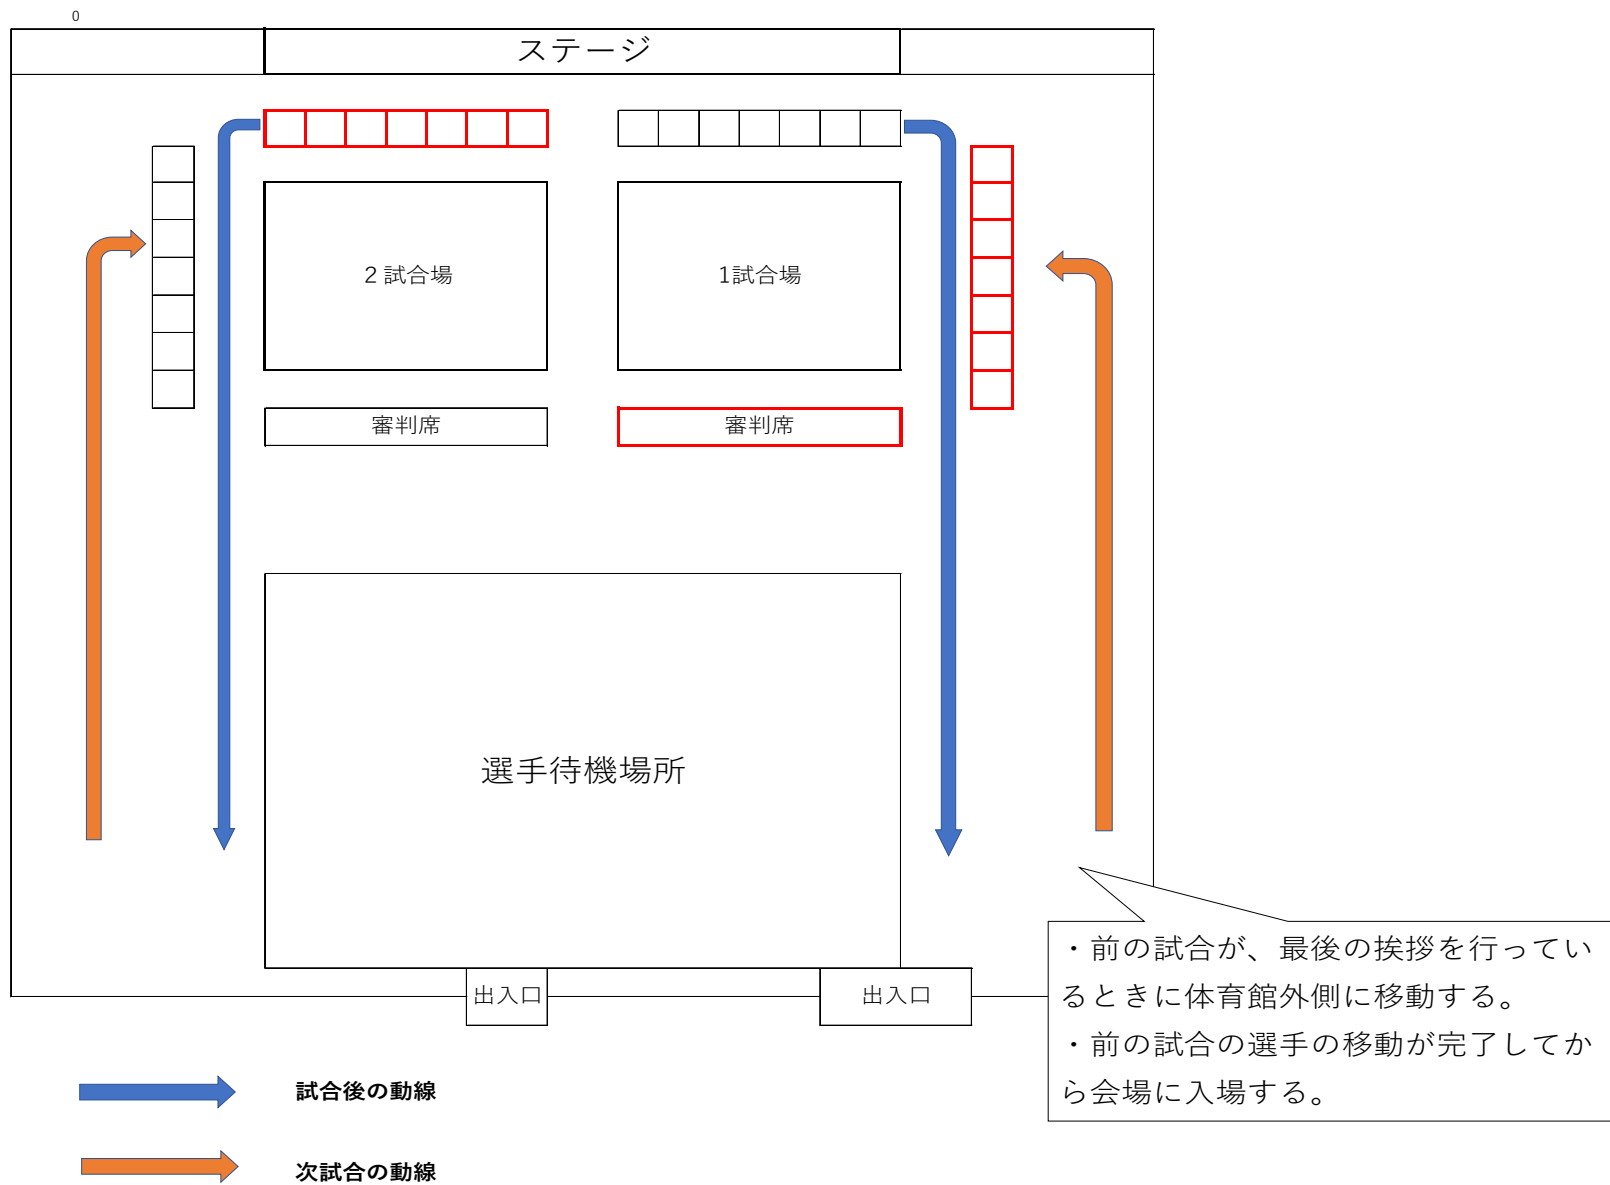 0
ステージ
２試合場
1試合場
審判席
審判席
選手待機場所
出入口
出入口
・前の試合が、最後の挨拶を行ってい
るときに体育館外側に移動する。
・前の試合の選手の移動が完了してか
ら会場に入場する。
試合後の動線
次試合の動線